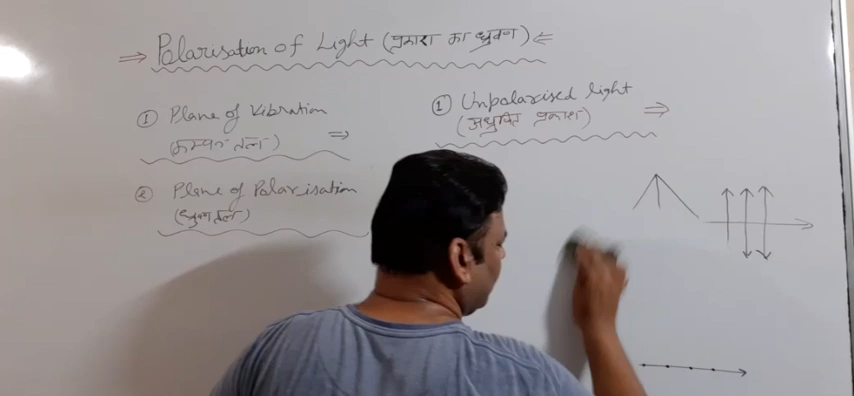 ⇒ Polarisation of Light (प्रकाश का ध्रुवण) ⇐
① Plane of Vibration
(कम्पन तल) ⇒
② Plane of Polarisation
(ध्रुवण तल)
① Unpolarised light
(अध्रुवित प्रकाश) ⇒